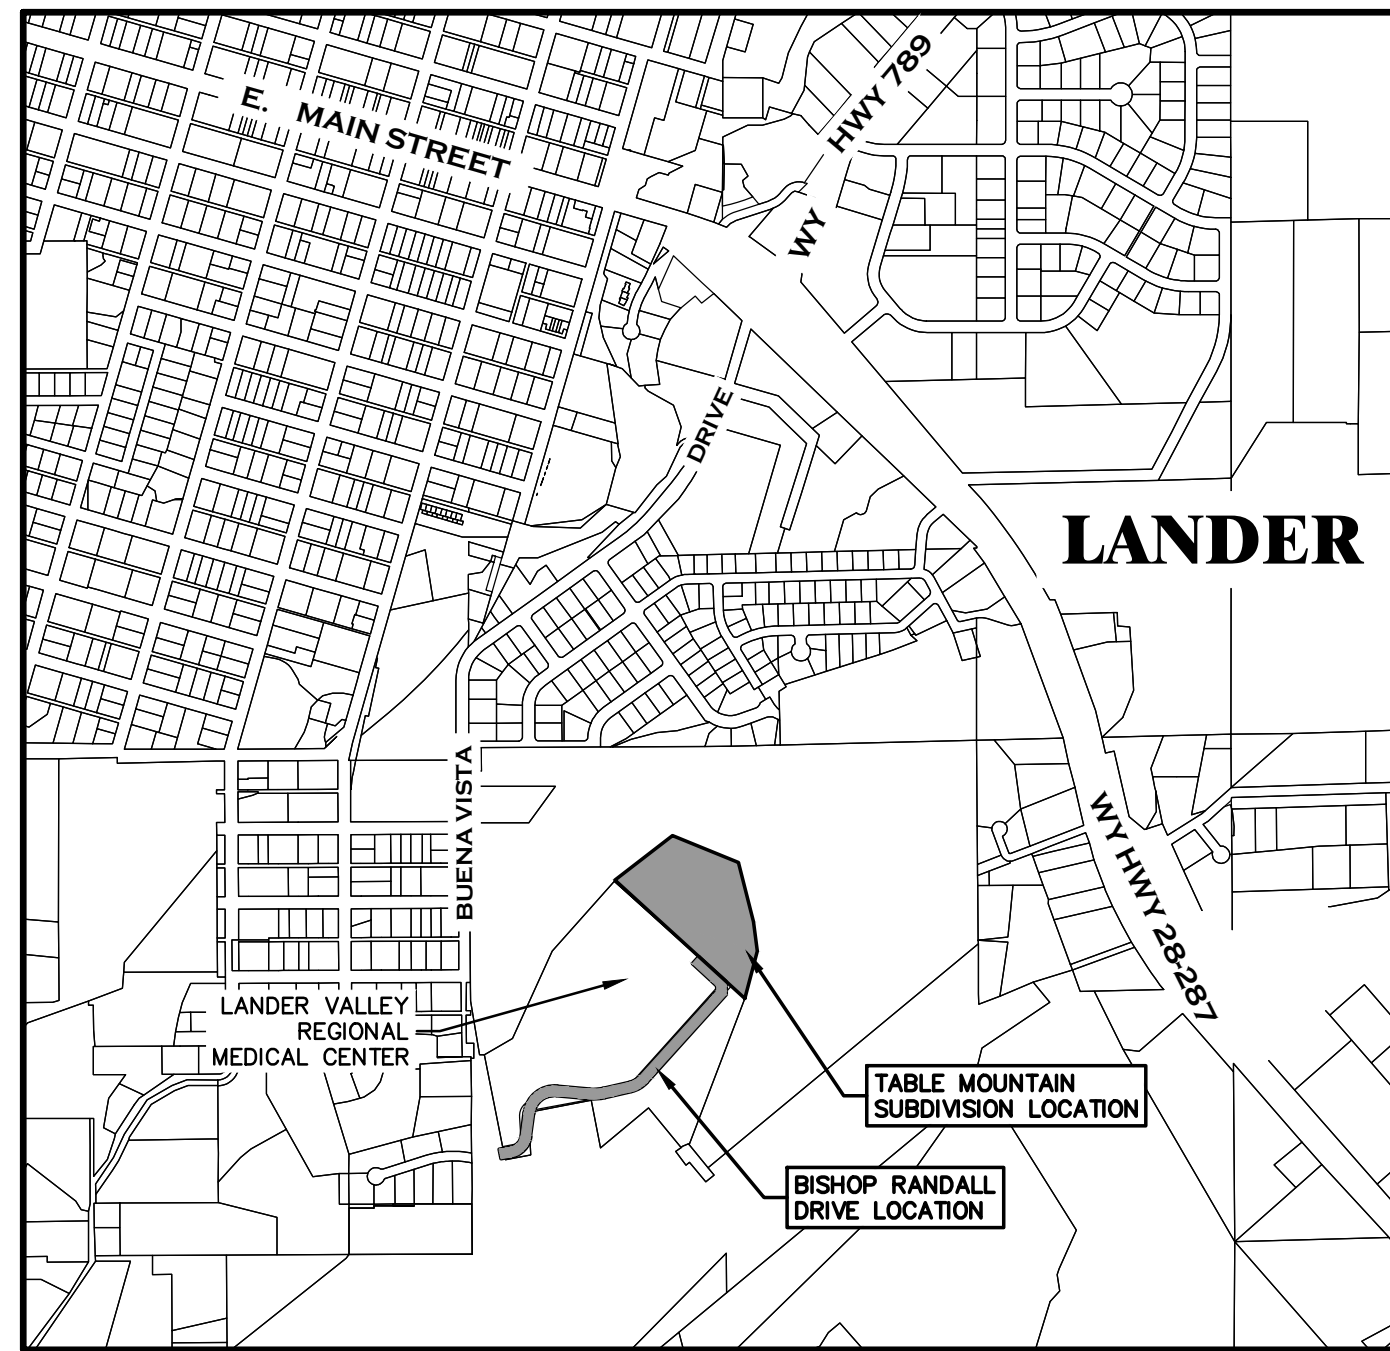 E. MAIN STREET
WY HWY 789
DRIVE
LANDER
BUENA VISTA
WY HWY 28-287
LANDER VALLEY
REGIONAL
MEDICAL CENTER
TABLE MOUNTAIN
SUBDIVISION LOCATION
BISHOP RANDALL
DRIVE LOCATION